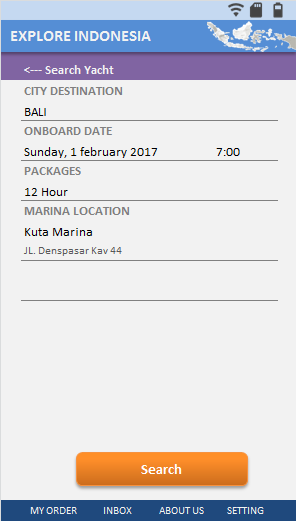 EXPLORE INDONESIA
<--- Search Yacht
CITY DESTINATION
BALI
ONBOARD DATE
Sunday, 1 february 2017 7:00
PACKAGES
12 Hour
MARINA LOCATION
Kuta Marina
JL. Denspasar Kav 44
Search
MY ORDER INBOX ABOUT US SETTING